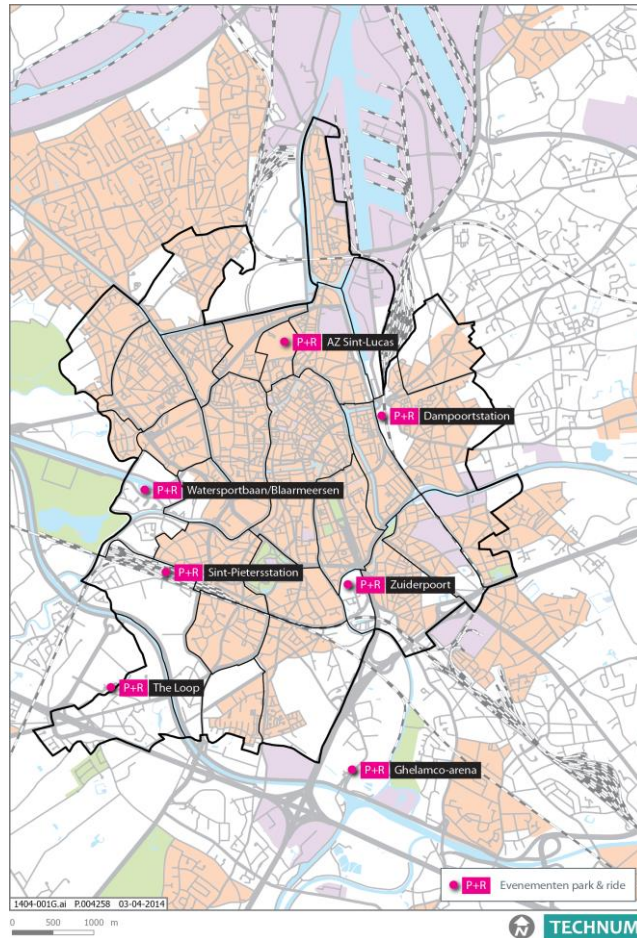 P+R AZ Sint-Lucas
P+R Dampoortstation
P+R Watersportbaan/Blaarmeersen
P+R Sint-Pietersstation
P+R Zuiderpoort
P+R The Loop
P+R Ghelamco-arena
P+R Evenementen park & ride
1404-001G.ai P.004258 03-04-2014
0 500 1000 m
N TECHNUM